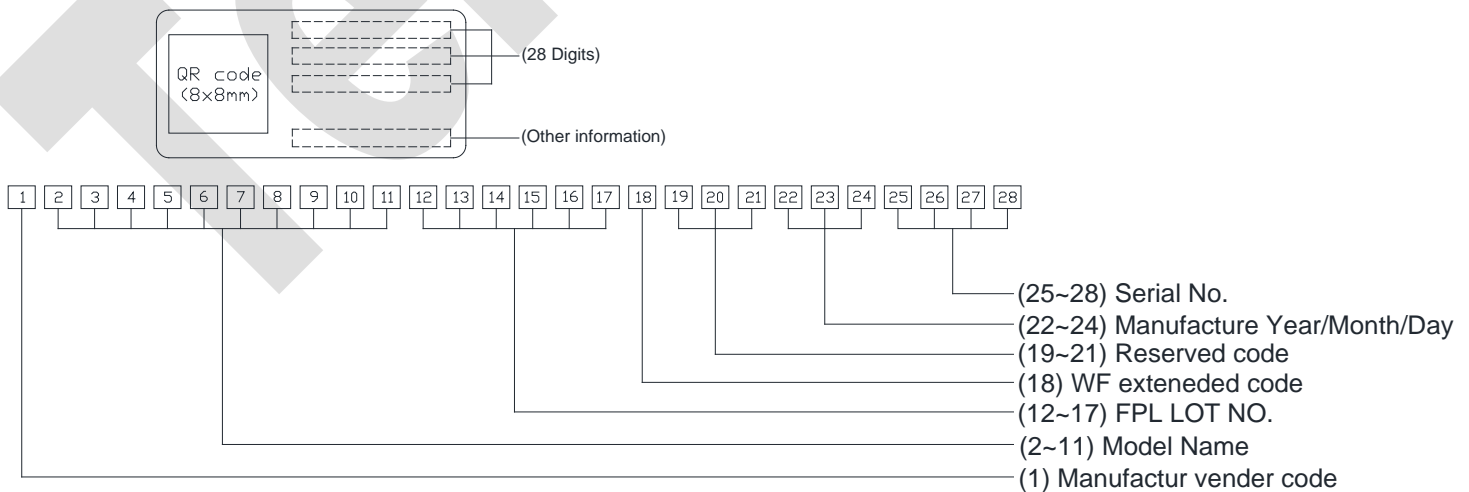 (28 Digits)
QR code
(8x8mm)
(Other information)
1 2 3 4 5 6 7 8 9 10 11 12 13 14 15 16 17 18 19 20 21 22 23 24 25 26 27 28
(25~28) Serial No.
(22~24) Manufacture Year/Month/Day
(19~21) Reserved code
(18) WF exteneded code
(12~17) FPL LOT NO.
(2~11) Model Name
(1) Manufactur vender code